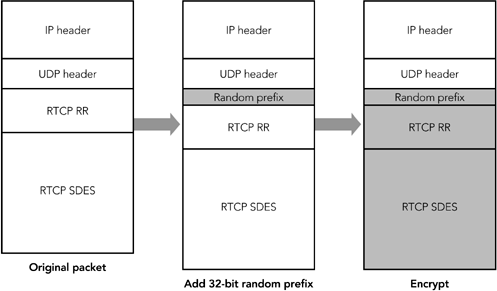 IP header
UDP header
RTCP RR
RTCP SDES
Original packet
IP header
UDP header
Random prefix
RTCP RR
RTCP SDES
Add 32-bit random prefix
IP header
UDP header
Random prefix
RTCP RR
RTCP SDES
Encrypt